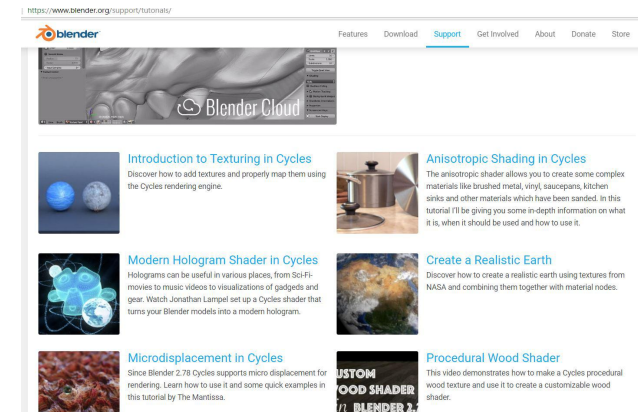 https://www.blender.org/support/tutorials/
blender
Features Download Support Get Involved About Donate Store
Blender Cloud
Introduction to Texturing in Cycles
Discover how to add textures and properly map them using
the Cycles rendering engine.
Anisotropic Shading in Cycles
The anisotropic shader allows you to create some complex
materials like brushed metal, vinyl, saucepans, kitchen
sinks and other materials which have been sanded. In this
tutorial I'll be giving you some in-depth information on what
it is, when it should be used and how to use it.
Modern Hologram Shader in Cycles
Holograms can be useful in various places, from Sci-Fi-
movies to music videos to visualizations of gadgeds and
gear. Watch Jonathan Lampel set up a Cycles shader that
turns your Blender models into a modern hologram.
Create a Realistic Earth
Discover how to create a realistic earth using textures from
NASA and combining them together with material nodes.
Microdisplacement in Cycles
Since Blender 2.78 Cycles supports micro displacement for
rendering. Learn how to use it and some quick examples in
this tutorial by The Mantissa.
USTOM
OOD SHADER
in BLENDER 2.7
Procedural Wood Shader
This video demonstrates how to make a Cycles procedural
wood texture and use it to create a customizable wood
shader.